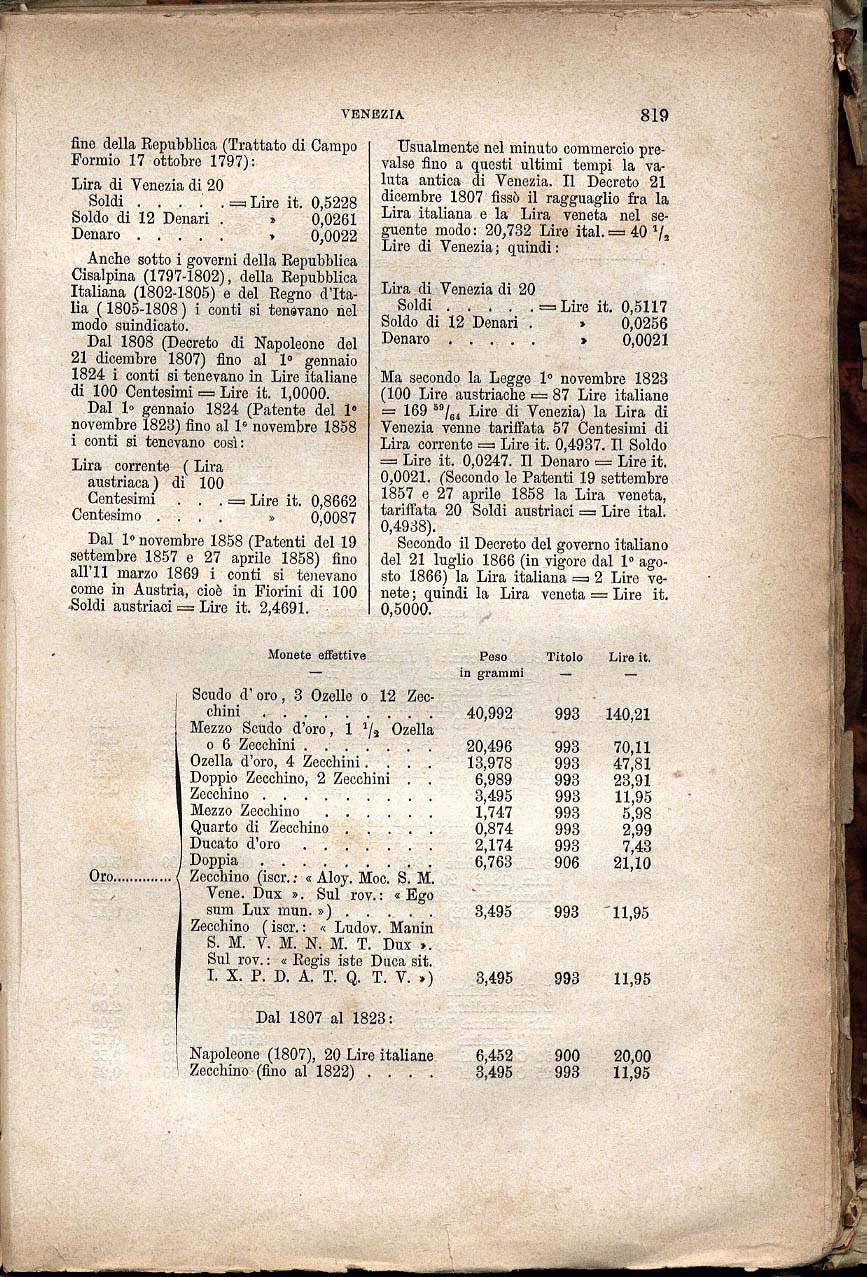 VENEZIA 819
fine della Repubblica (Trattato di Campo
Formio 17 ottobre 1797):
Lira di Venezia di 20
Soldi . . . . . = Lire it. 0,5228
Soldo di 12 Denari . » 0,0261
Denaro . . . . . » 0,0022
Anche sotto i governi della Repubblica
Cisalpina (1797-1802), della Repubblica
Italiana (1802-1805) e del Regno d'Ita-
lia (1805-1808) i conti si tenevano nel
modo suindicato.
Dal 1808 (Decreto di Napoleone del
21 dicembre 1807) fino al 1° gennaio
1824 i conti si tenevano in Lire italiane
di 100 Centesimi = Lire it. 1,0000.
Dal 1° gennaio 1824 (Patente del 1°
novembre 1823) fino al 1° novembre 1858
i conti si tenevano così:
Lira corrente (Lira
austriaca) di 100
Centesimi . . . = Lire it. 0,8662
Centesimo . . . . » 0,0087
Dal 1° novembre 1858 (Patenti del 19
settembre 1857 e 27 aprile 1858) fino
all'11 marzo 1869 i conti si tenevano
come in Austria, cioè in Fiorini di 100
Soldi austriaci = Lire it. 2,4691.
Usualmente nel minuto commercio pre-
valse fino a questi ultimi tempi la va-
luta antica di Venezia. Il Decreto 21
dicembre 1807 fissò il ragguaglio fra la
Lira italiana e la Lira veneta nel se-
guente modo: 20,732 Lire ital. = 40 1/2
Lire di Venezia; quindi:
Lira di Venezia di 20
Soldi . . . . . = Lire it. 0,5117
Soldo di 12 Denari . » 0,0256
Denaro . . . . . » 0,0021
Ma secondo la Legge 1° novembre 1823
(100 Lire austriache = 87 Lire italiane
= 169 59/64 Lire di Venezia) la Lira di
Venezia venne tariffata 57 Centesimi di
Lira corrente = Lire it. 0,4937. Il Soldo
= Lire it. 0,0247. Il Denaro = Lire it.
0,0021. (Secondo le Patenti 19 settembre
1857 e 27 aprile 1858 la Lira veneta,
tariffata 20 Soldi austriaci = Lire ital.
0,4938).
Secondo il Decreto del governo italiano
del 21 luglio 1866 (in vigore dal 1° ago-
sto 1866) la Lira italiana = 2 Lire ve-
nete; quindi la Lira veneta = Lire it.
0,5000.
Monete effettive Peso Titolo Lire it.
— in grammi — —
Scudo d'oro, 3 Ozelle o 12 Zec-
chini . . . . . . . . . 40,992 993 140,21
Mezzo Scudo d'oro, 1 1/2 Ozella
o 6 Zecchini . . . . . . . 20,496 993 70,11
Ozella d'oro, 4 Zecchini . . . . 13,978 993 47,81
Doppio Zecchino, 2 Zecchini . . 6,989 993 23,91
Zecchino . . . . . . . . . 3,495 993 11,95
Mezzo Zecchino . . . . . . 1,747 993 5,98
Quarto di Zecchino . . . . . 0,874 993 2,99
Ducato d'oro . . . . . . . 2,174 993 7,43
Doppia . . . . . . . . . 6,763 906 21,10
Oro.............. Zecchino (iscr.: « Aloy. Moc. S. M.
Vene. Dux ». Sul rov.: « Ego
sum Lux mun. ») . . . . . 3,495 993 11,95
Zecchino (iscr.: « Ludov. Manin
S. M. V. M. N. M. T. Dux ».
Sul rov.: « Regis iste Duca sit.
I. X. P. D. A. T. Q. T. V. ») 3,495 993 11,95
Dal 1807 al 1823:
Napoleone (1807), 20 Lire italiane 6,452 900 20,00
Zecchino (fino al 1822) . . . . 3,495 993 11,95